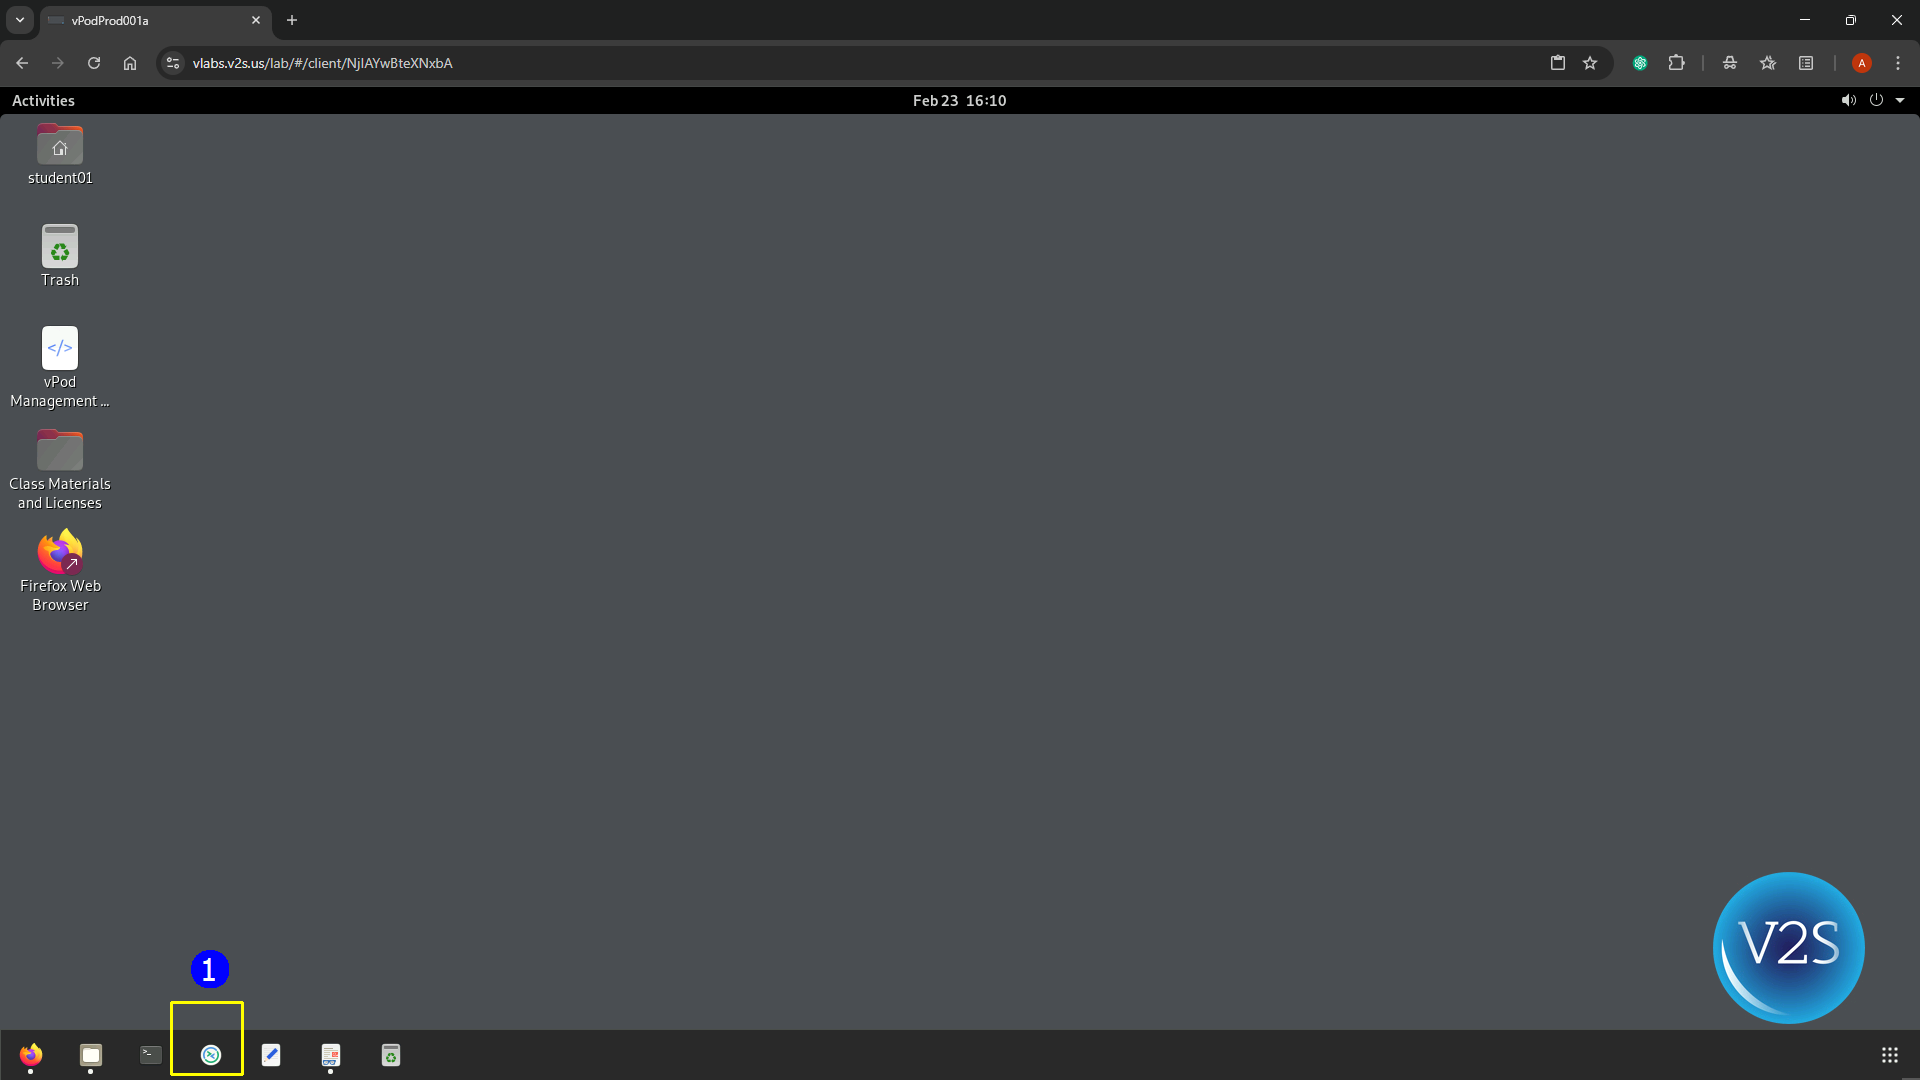 vPodProd001a
vlabs.v2s.us/lab/#/client/NjlAYwBteXNxbA
A
Activities
Feb 23 16:10
student01
Trash
</>
vPod
Management ...
Class Materials
and Licenses
Firefox Web
Browser
V2S
1
>-